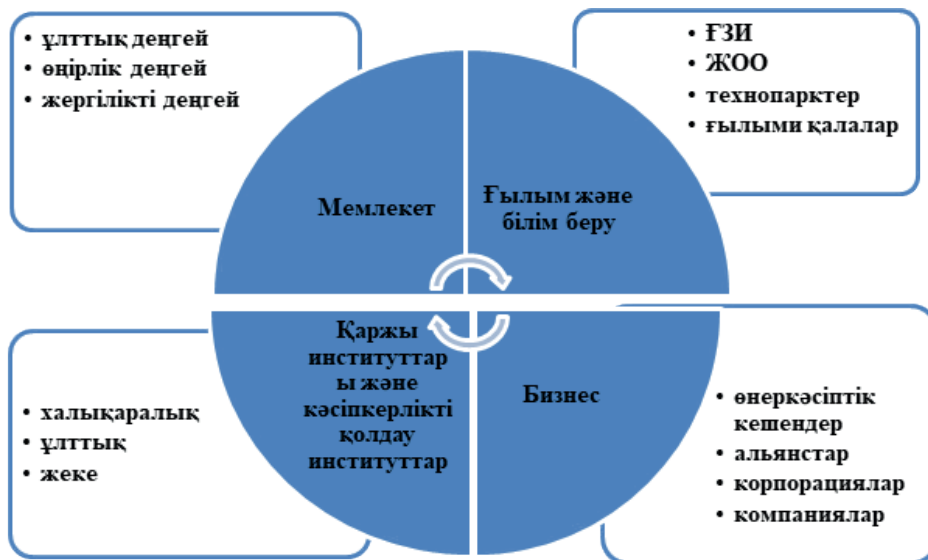 ұлттық деңгей
өңірлік деңгей
жергілікті деңгей
ҒЗИ
ЖОО
технопарктер
ғылыми қалалар
Мемлекет
Ғылым және
білім беру
Қаржы
институттар
ы және
кәсіпкерлікті
қолдау
институттар
Бизнес
халықаралық
ұлттық
жеке
өнеркәсіптік
кешендер
альянстар
корпорациялар
компаниялар